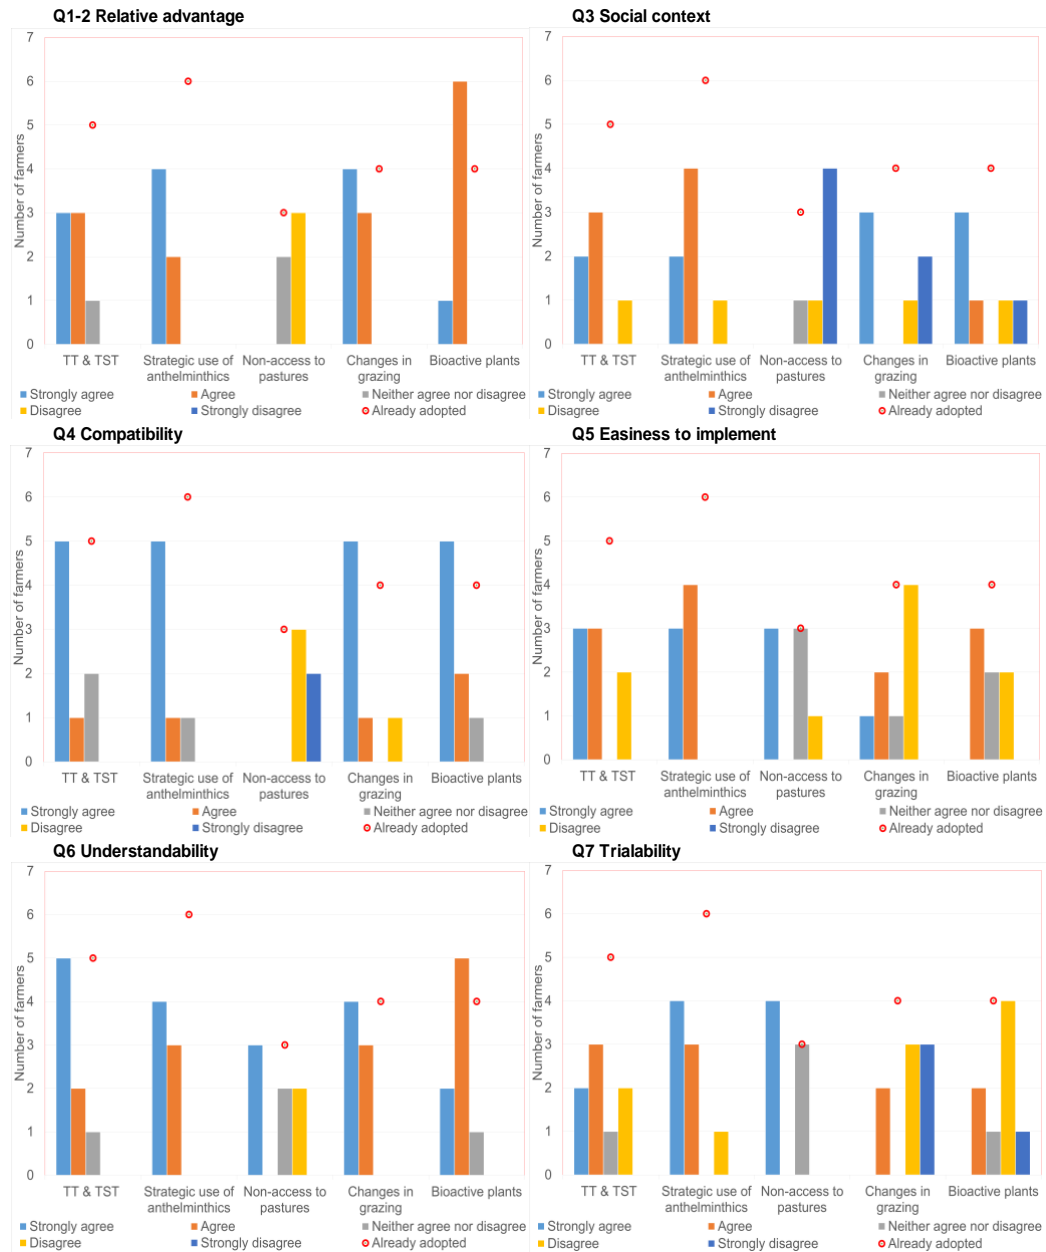 Q1-2 Relative advantage
Number of farmers
7
6
5
4
3
2
1
0
TT & TST
Strategic use of
anthelminthics
Non-access to
pastures
Changes in
grazing
Bioactive plants
Strongly agree
Agree
Neither agree nor disagree
Disagree
Strongly disagree
Already adopted
Q3 Social context
Number of farmers
7
6
5
4
3
2
1
0
TT & TST
Strategic use of
anthelminthics
Non-access to
pastures
Changes in
grazing
Bioactive plants
Strongly agree
Agree
Neither agree nor disagree
Disagree
Strongly disagree
Already adopted
Q4 Compatibility
Number of farmers
7
6
5
4
3
2
1
0
TT & TST
Strategic use of
anthelminthics
Non-access to
pastures
Changes in
grazing
Bioactive plants
Strongly agree
Agree
Neither agree nor disagree
Disagree
Strongly disagree
Already adopted
Q5 Easiness to implement
Number of farmers
7
6
5
4
3
2
1
0
TT & TST
Strategic use of
anthelminthics
Non-access to
pastures
Changes in
grazing
Bioactive plants
Strongly agree
Agree
Neither agree nor disagree
Disagree
Strongly disagree
Already adopted
Q6 Understandability
Number of farmers
7
6
5
4
3
2
1
0
TT & TST
Strategic use of
anthelminthics
Non-access to
pastures
Changes in
grazing
Bioactive plants
Strongly agree
Agree
Neither agree nor disagree
Disagree
Strongly disagree
Already adopted
Q7 Trialability
Number of farmers
7
6
5
4
3
2
1
0
TT & TST
Strategic use of
anthelminthics
Non-access to
pastures
Changes in
grazing
Bioactive plants
Strongly agree
Agree
Neither agree nor disagree
Disagree
Strongly disagree
Already adopted